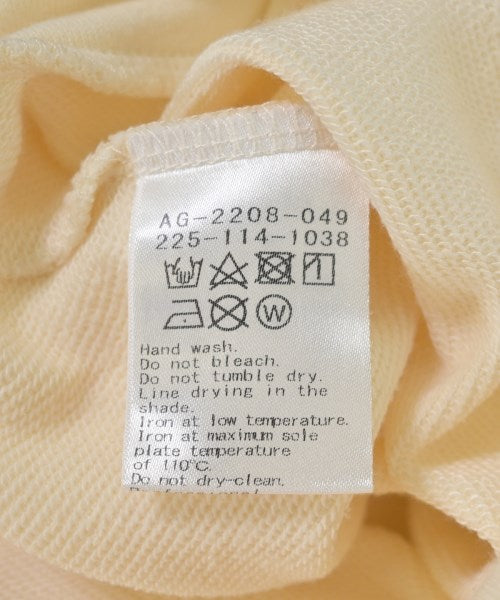 AG-2208-049
225-114-1038
W
Hand wash.
Do not bleach.
Do not tumble dry.
Line drying in the
shade.
Iron at low temperature.
Iron at maximum sole
plate temperature
of 110℃.
Do not dry-clean.